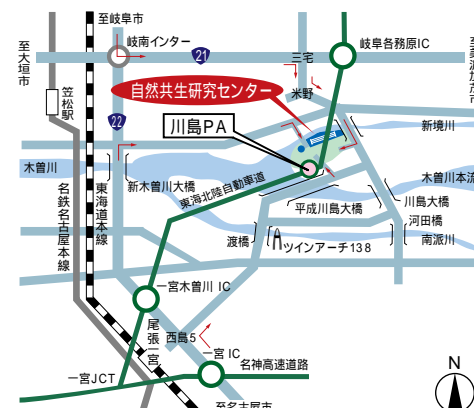 至岐阜市
岐南インター
21
三宅
岐阜各務原IC
至大垣市
米野
自然共生研究センター
笠松駅
22
川島PA
新境川
木曽川
新木曽川大橋
東海北陸自動車道
木曽川本流
川島大橋
平成川島大橋
河田橋
渡橋
ツインアーチ138
南派川
東海道本線
名鉄名古屋本線
一宮木曽川 IC
尾張一宮
西島5
一宮 IC
名神高速道路
一宮JCT
至名古屋市
N